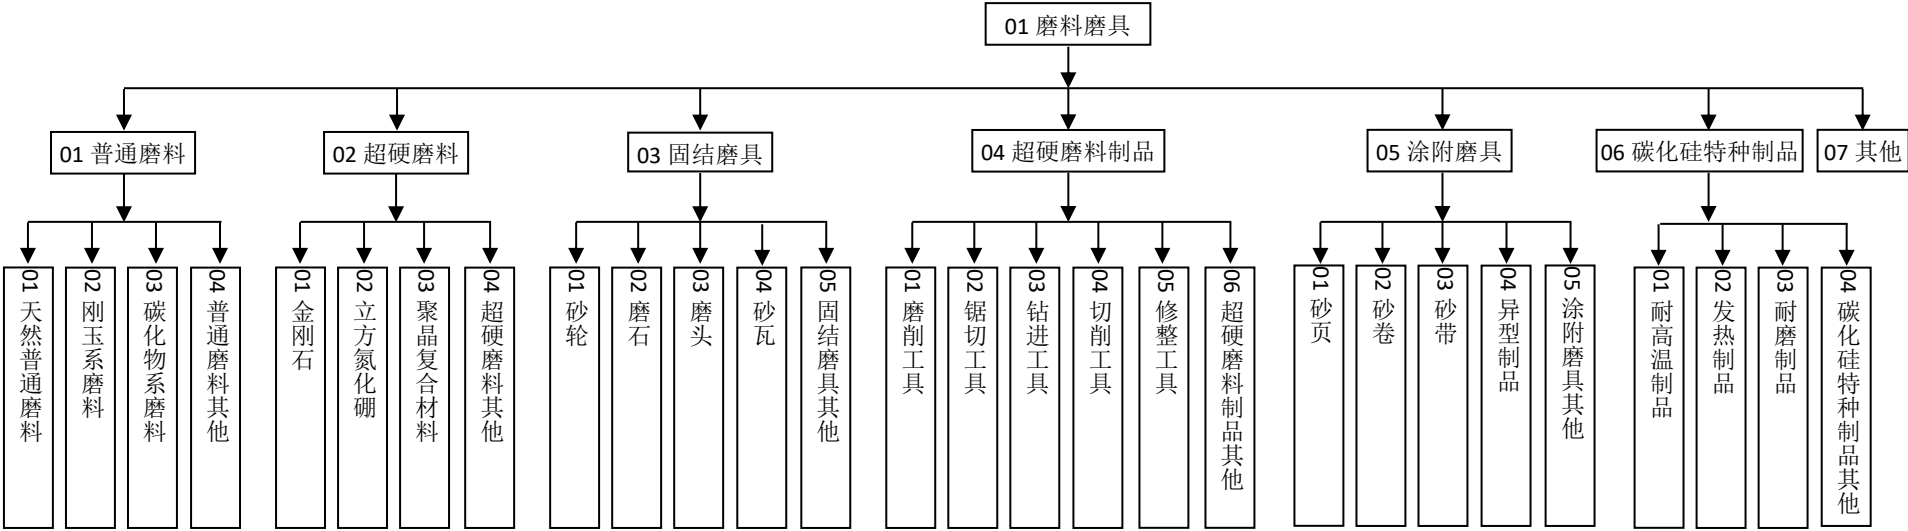 01 磨料磨具
01 普通磨料
02 超硬磨料
03 固结磨具
04 超硬磨料制品
05 涂附磨具
06 碳化硅特种制品
07 其他
01 天然普通磨料
02 刚玉系磨料
03 碳化物系磨料
04 普通磨料其他
01 金刚石
02 立方氮化硼
03 聚晶复合材料
04 超硬磨料其他
01 砂轮
02 磨石
03 磨头
04 砂瓦
05 固结磨具其他
01 磨削工具
02 锯切工具
03 钻进工具
04 切削工具
05 修整工具
06 超硬磨料制品其他
01 砂页
02 砂卷
03 砂带
04 异型制品
05 涂附磨具其他
01 耐高温制品
02 发热制品
03 耐磨制品
04 碳化硅特种制品其他